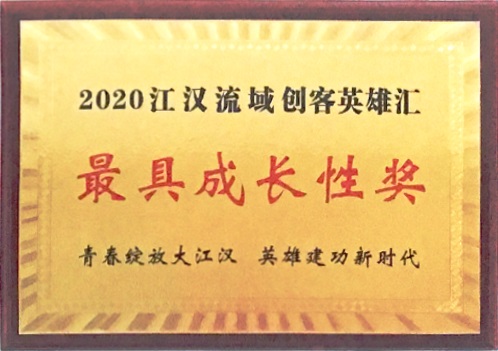 2020江汉流域创客英雄汇
最具成长性奖
青春绽放大江汉 英雄建功新时代